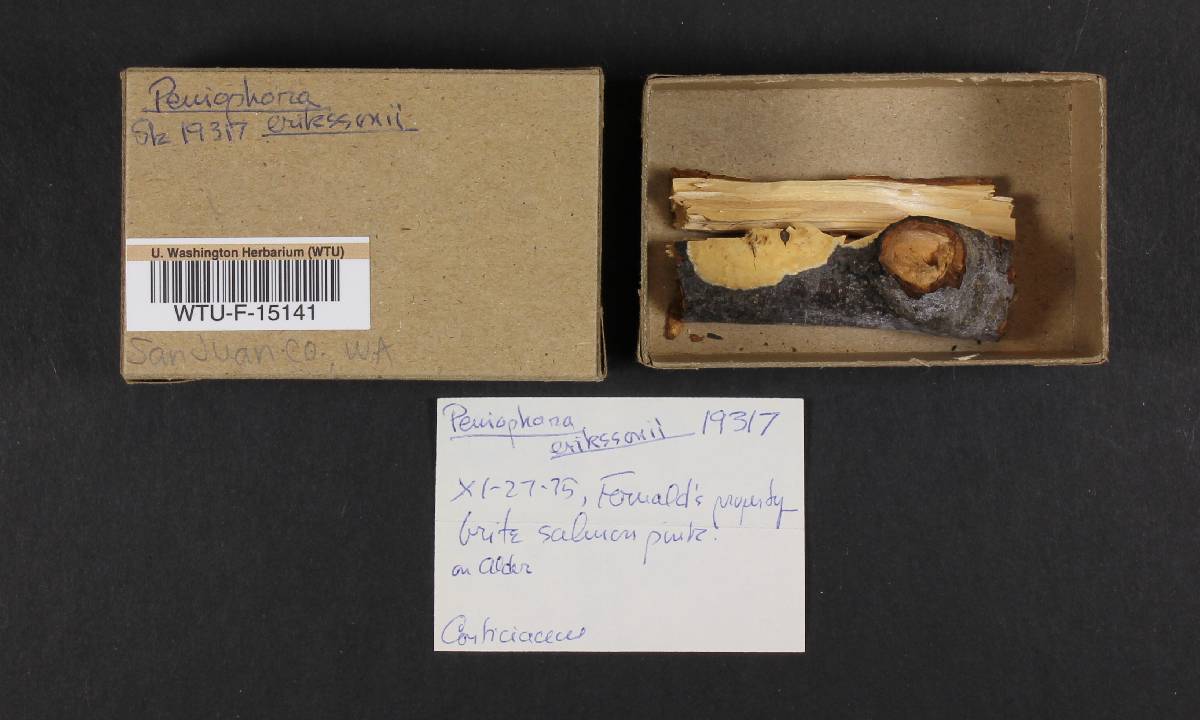 Peniophora
Stz 19317 erikssonii
U. Washington Herbarium (WTU)
WTU-F-15141
San Juan Co., WA
Peniophora 19317
erikssonii
XI-27-75, Fernald's property
brite salmon pink!
on Alder
Corticiaceae